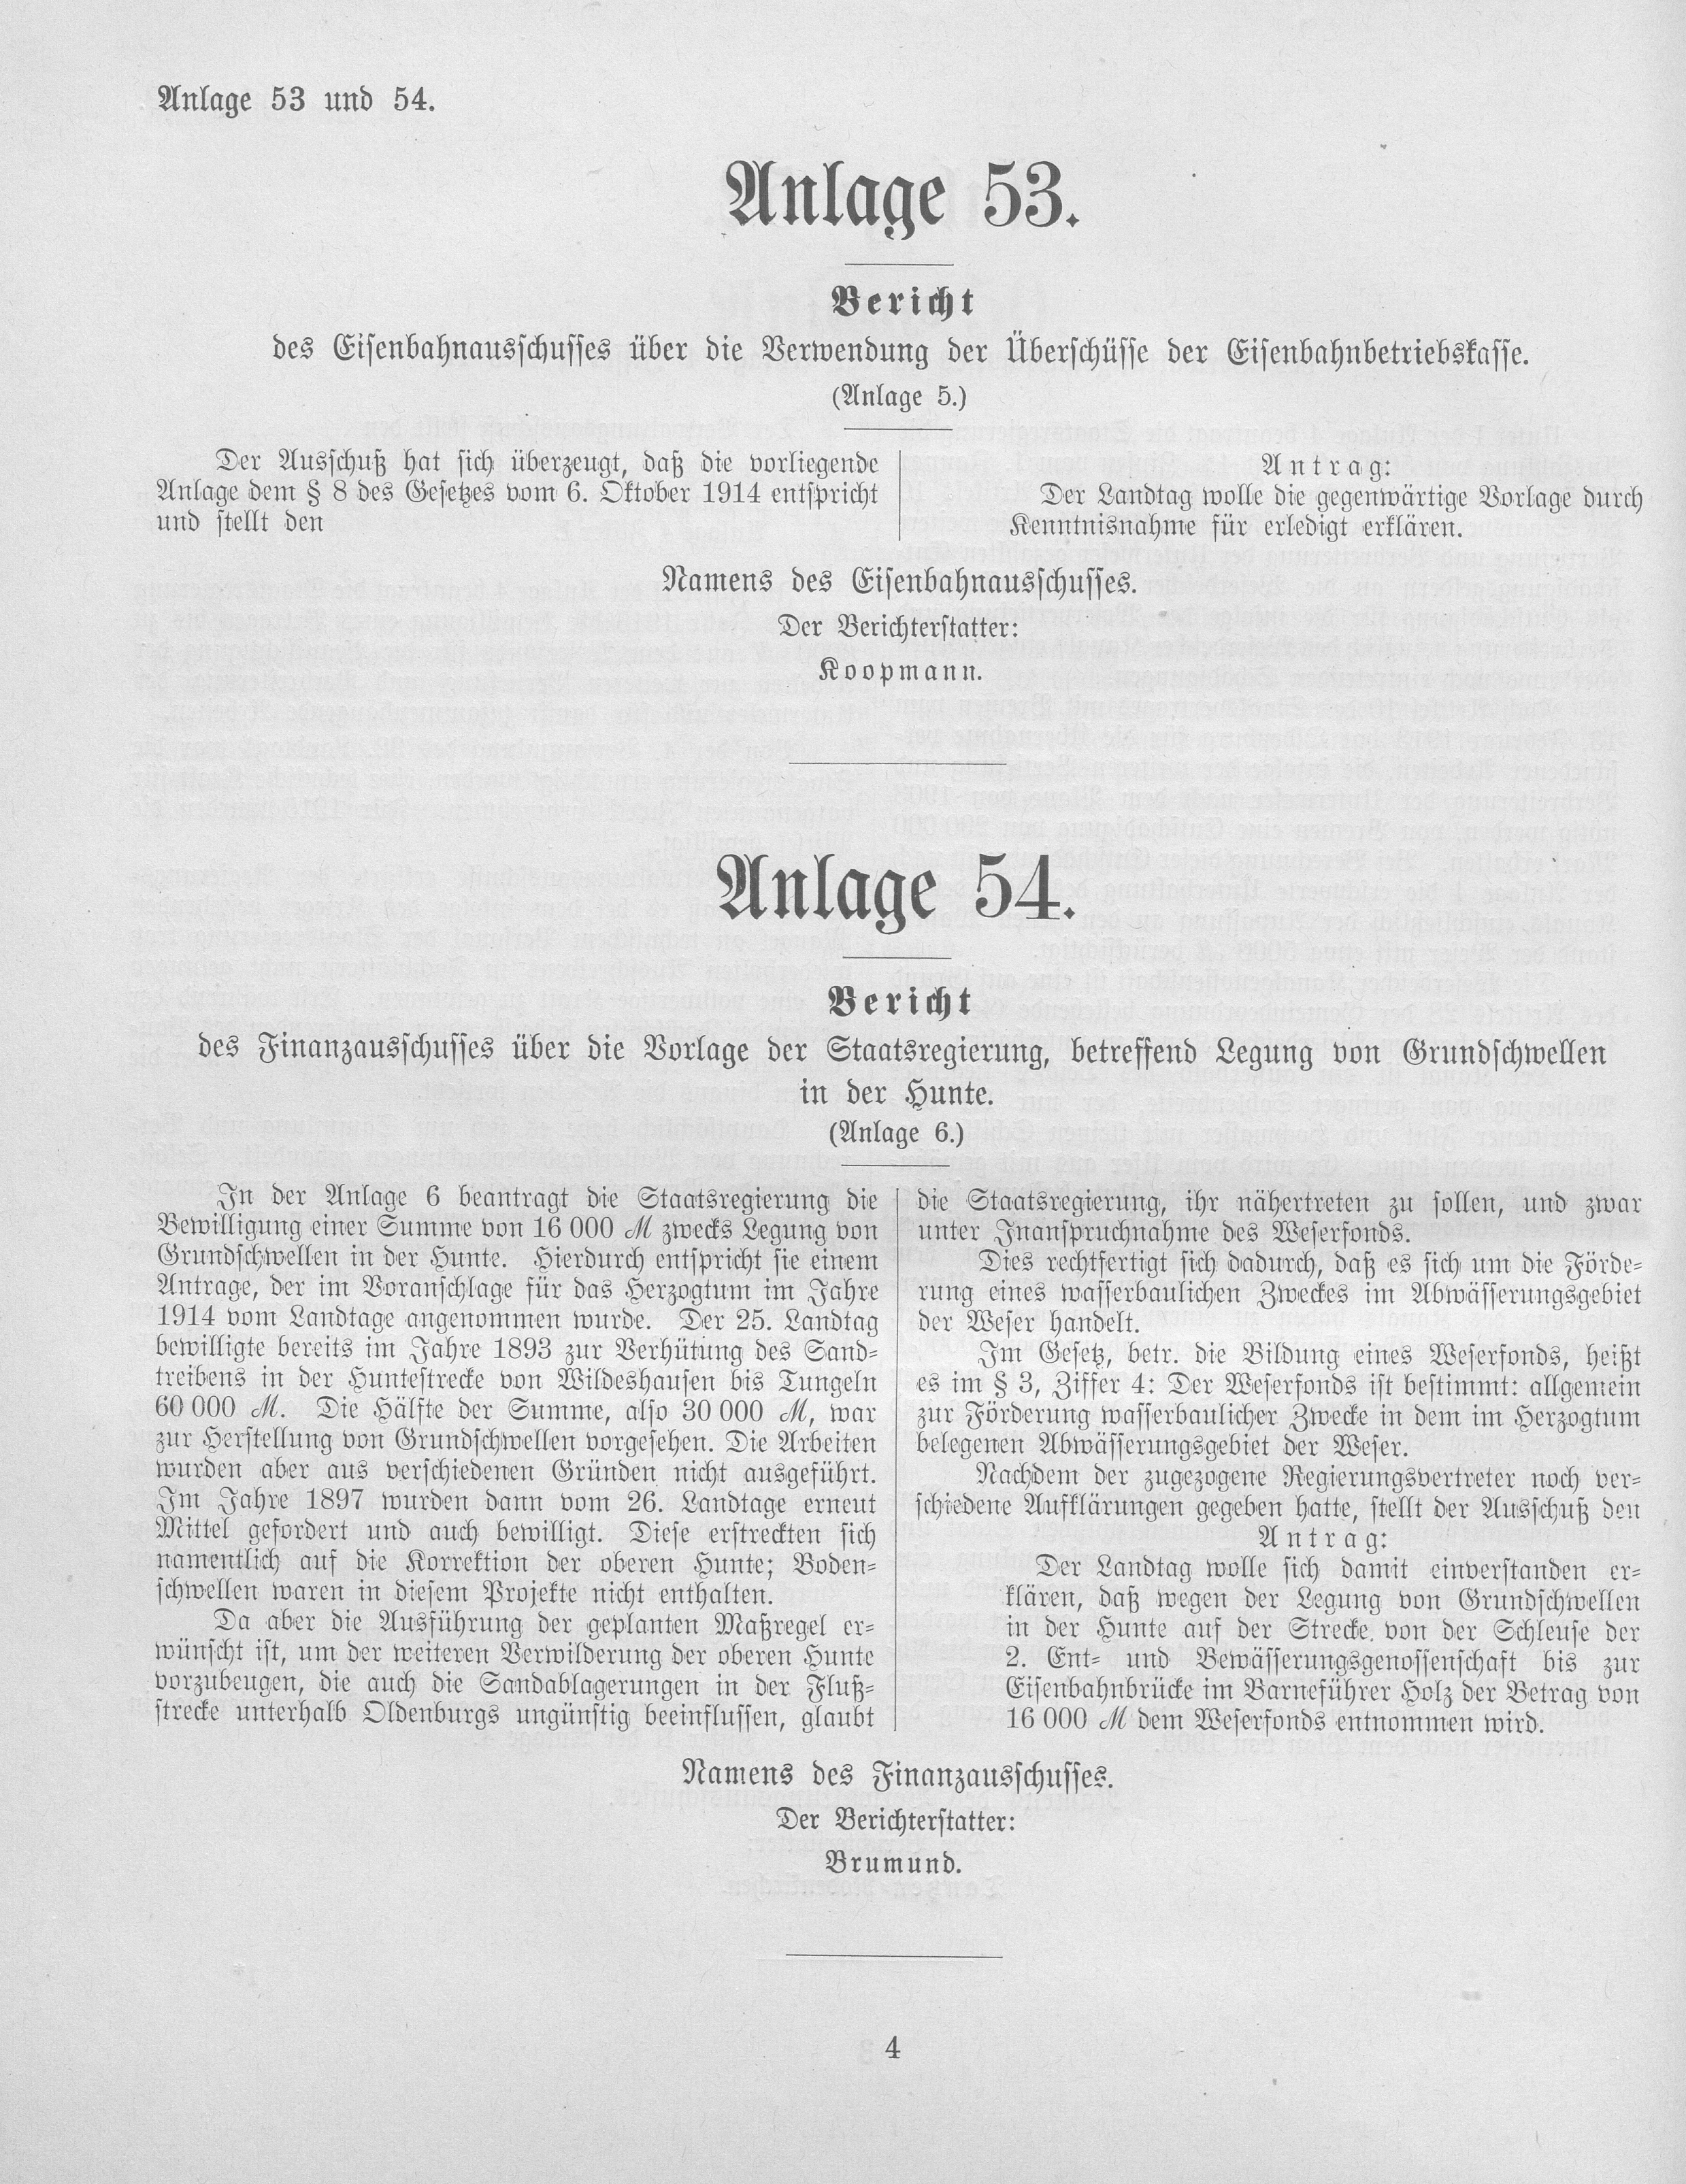 Anlage 53 und 54.
Anlage 53.
Bericht
des Eisenbahnausschusses über die Verwendung der Überschüsse der Eisenbahnbetriebskasse.
(Anlage 5.)
Der Ausschuß hat sich überzeugt, daß die vorliegende
Anlage dem § 8 des Gesetzes vom 6. Oktober 1914 entspricht
und stellt den
Antrag:
Der Landtag wolle die gegenwärtige Vorlage durch
Kenntnisnahme für erledigt erklären.
Namens des Eisenbahnausschusses.
Der Berichterstatter:
Koopmann.
Anlage 54.
Bericht
des Finanzausschusses über die Vorlage der Staatsregierung, betreffend Legung von Grundschwellen
in der Hunte.
(Anlage 6.)
In der Anlage 6 beantragt die Staatsregierung die
Bewilligung einer Summe von 16 000 ℳ zwecks Legung von
Grundschwellen in der Hunte. Hierdurch entspricht sie einem
Antrage, der im Voranschlage für das Herzogtum im Jahre
1914 vom Landtage angenommen wurde. Der 25. Landtag
bewilligte bereits im Jahre 1893 zur Verhütung des Sand-
treibens in der Huntestrecke von Wildeshausen bis Tungeln
60 000 ℳ. Die Hälfte der Summe, also 30 000 ℳ, war
zur Herstellung von Grundschwellen vorgesehen. Die Arbeiten
wurden aber aus verschiedenen Gründen nicht ausgeführt.
Im Jahre 1897 wurden dann vom 26. Landtage erneut
Mittel gefordert und auch bewilligt. Diese erstreckten sich
namentlich auf die Korrektion der oberen Hunte; Boden-
schwellen waren in diesem Projekte nicht enthalten.
Da aber die Ausführung der geplanten Maßregel er-
wünscht ist, um der weiteren Verwilderung der oberen Hunte
vorzubeugen, die auch die Sandablagerungen in der Fluß-
strecke unterhalb Oldenburgs ungünstig beeinflussen, glaubt
die Staatsregierung, ihr nähertreten zu sollen, und zwar
unter Inanspruchnahme des Weserfonds.
Dies rechtfertigt sich dadurch, daß es sich um die Förde-
rung eines wasserbaulichen Zweckes im Abwässerungsgebiet
der Weser handelt.
Im Gesetz, betr. die Bildung eines Weserfonds, heißt
es im § 3, Ziffer 4: Der Weserfonds ist bestimmt: allgemein
zur Förderung wasserbaulicher Zwecke in dem im Herzogtum
belegenen Abwässerungsgebiet der Weser.
Nachdem der zugezogene Regierungsvertreter noch ver-
schiedene Aufklärungen gegeben hatte, stellt der Ausschuß den
Antrag:
Der Landtag wolle sich damit einverstanden er-
klären, daß wegen der Legung von Grundschwellen
in der Hunte auf der Strecke von der Schleuse der
2. Ent- und Bewässerungsgenossenschaft bis zur
Eisenbahnbrücke im Barneführer Holz der Betrag von
16 000 ℳ dem Weserfonds entnommen wird.
Namens des Finanzausschusses.
Der Berichterstatter:
Brumund.
4